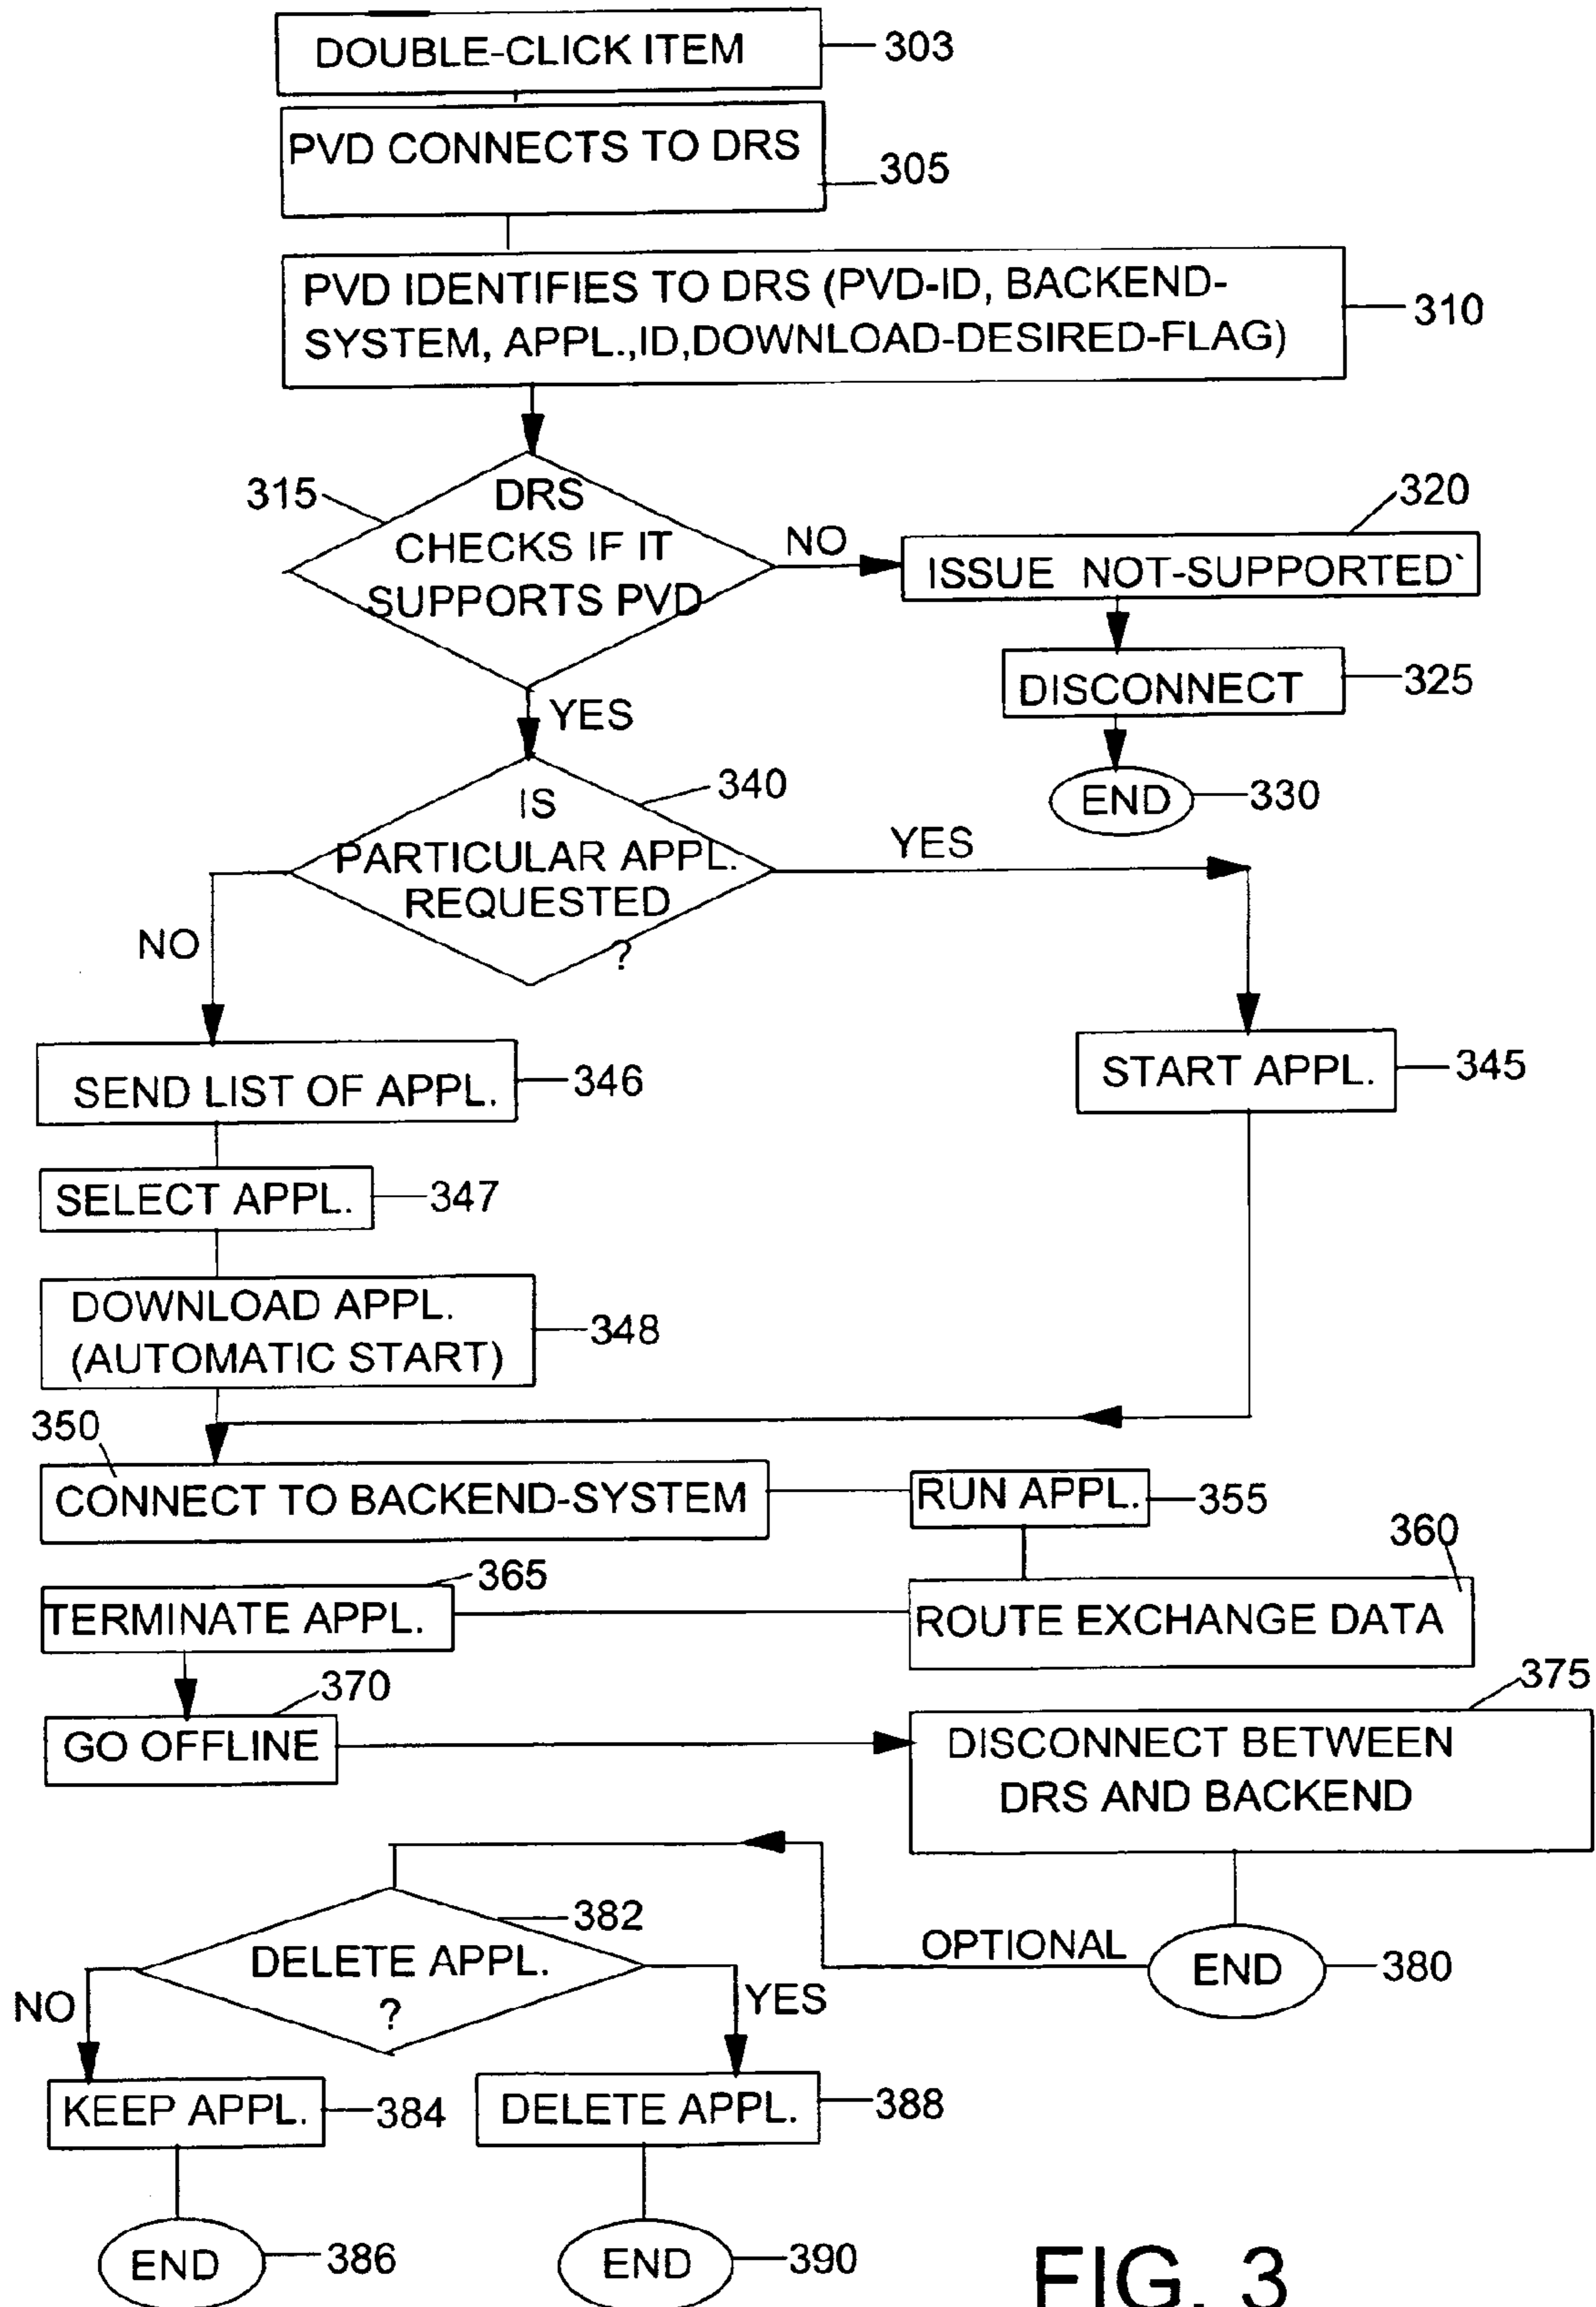 DOUBLE-CLICK ITEM
303
PVD CONNECTS TO DRS
305
PVD IDENTIFIES TO DRS (PVD-ID, BACKEND-
SYSTEM, APPL.,ID,DOWNLOAD-DESIRED-FLAG)
310
315
DRS
CHECKS IF IT
SUPPORTS PVD
NO
320
ISSUE NOT-SUPPORTED`
DISCONNECT
325
END
330
YES
340
IS
PARTICULAR APPL.
REQUESTED
?
YES
NO
SEND LIST OF APPL.
346
START APPL.
345
SELECT APPL.
347
DOWNLOAD APPL.
(AUTOMATIC START)
348
350
CONNECT TO BACKEND-SYSTEM
RUN APPL.
355
360
365
TERMINATE APPL.
ROUTE EXCHANGE DATA
370
375
GO OFFLINE
DISCONNECT BETWEEN
DRS AND BACKEND
382
DELETE APPL.
?
OPTIONAL
END
380
NO
YES
KEEP APPL.
384
DELETE APPL.
388
END
386
END
390
FIG. 3